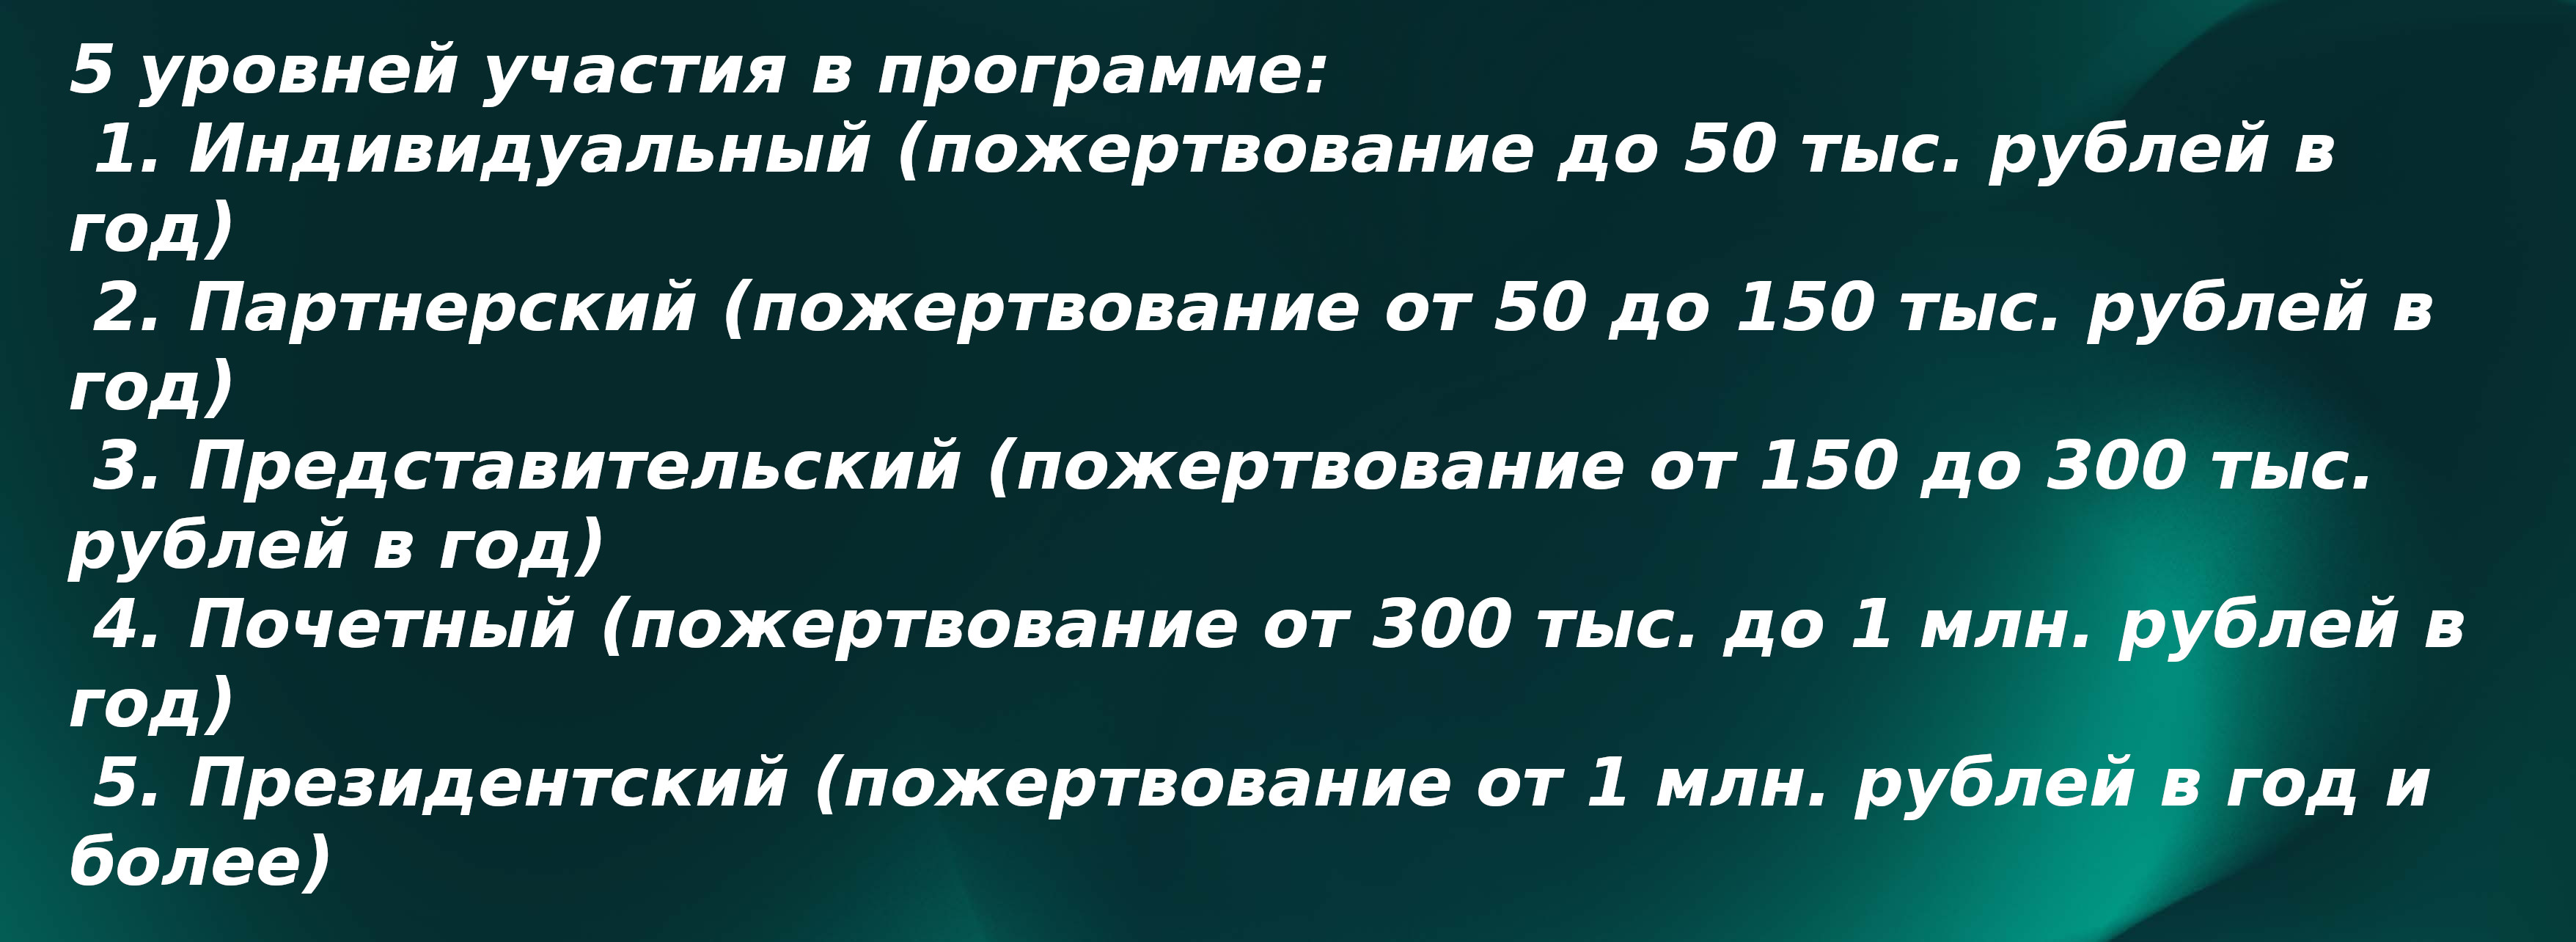 5 уровней участия в программе:
1. Индивидуальный (пожертвование до 50 тыс. рублей в
год)
2. Партнерский (пожертвование от 50 до 150 тыс. рублей в
год)
3. Представительский (пожертвование от 150 до 300 тыс.
рублей в год)
4. Почетный (пожертвование от 300 тыс. до 1 млн. рублей в
год)
5. Президентский (пожертвование от 1 млн. рублей в год и
более)